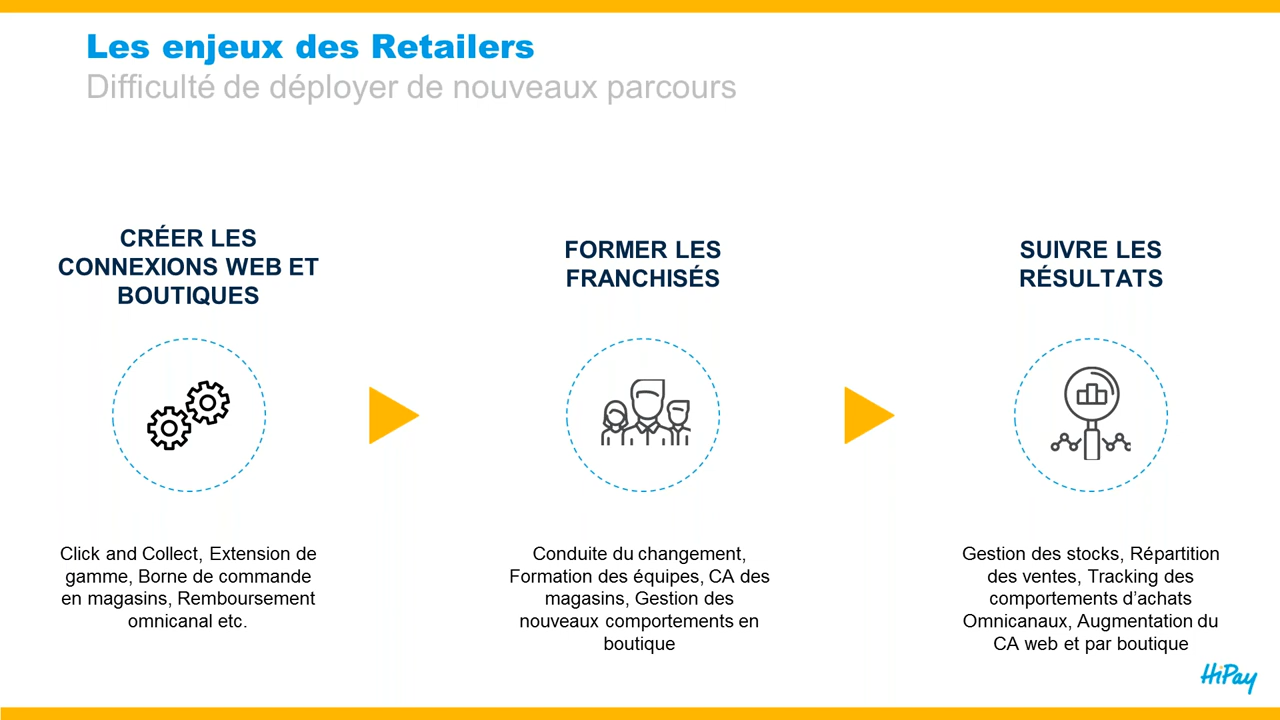 Les enjeux des Retailers
Difficulté de déployer de nouveaux parcours
CRÉER LES
CONNEXIONS WEB ET
BOUTIQUES
Click and Collect, Extension de
gamme, Borne de commande
en magasins, Remboursement
omnicanal etc.
FORMER LES
FRANCHISÉS
Conduite du changement,
Formation des équipes, CA des
magasins, Gestion des
nouveaux comportements en
boutique
SUIVRE LES
RÉSULTATS
Gestion des stocks, Répartition
des ventes, Tracking des
comportements d’achats
Omnicanaux, Augmentation du
CA web et par boutique
HiPay